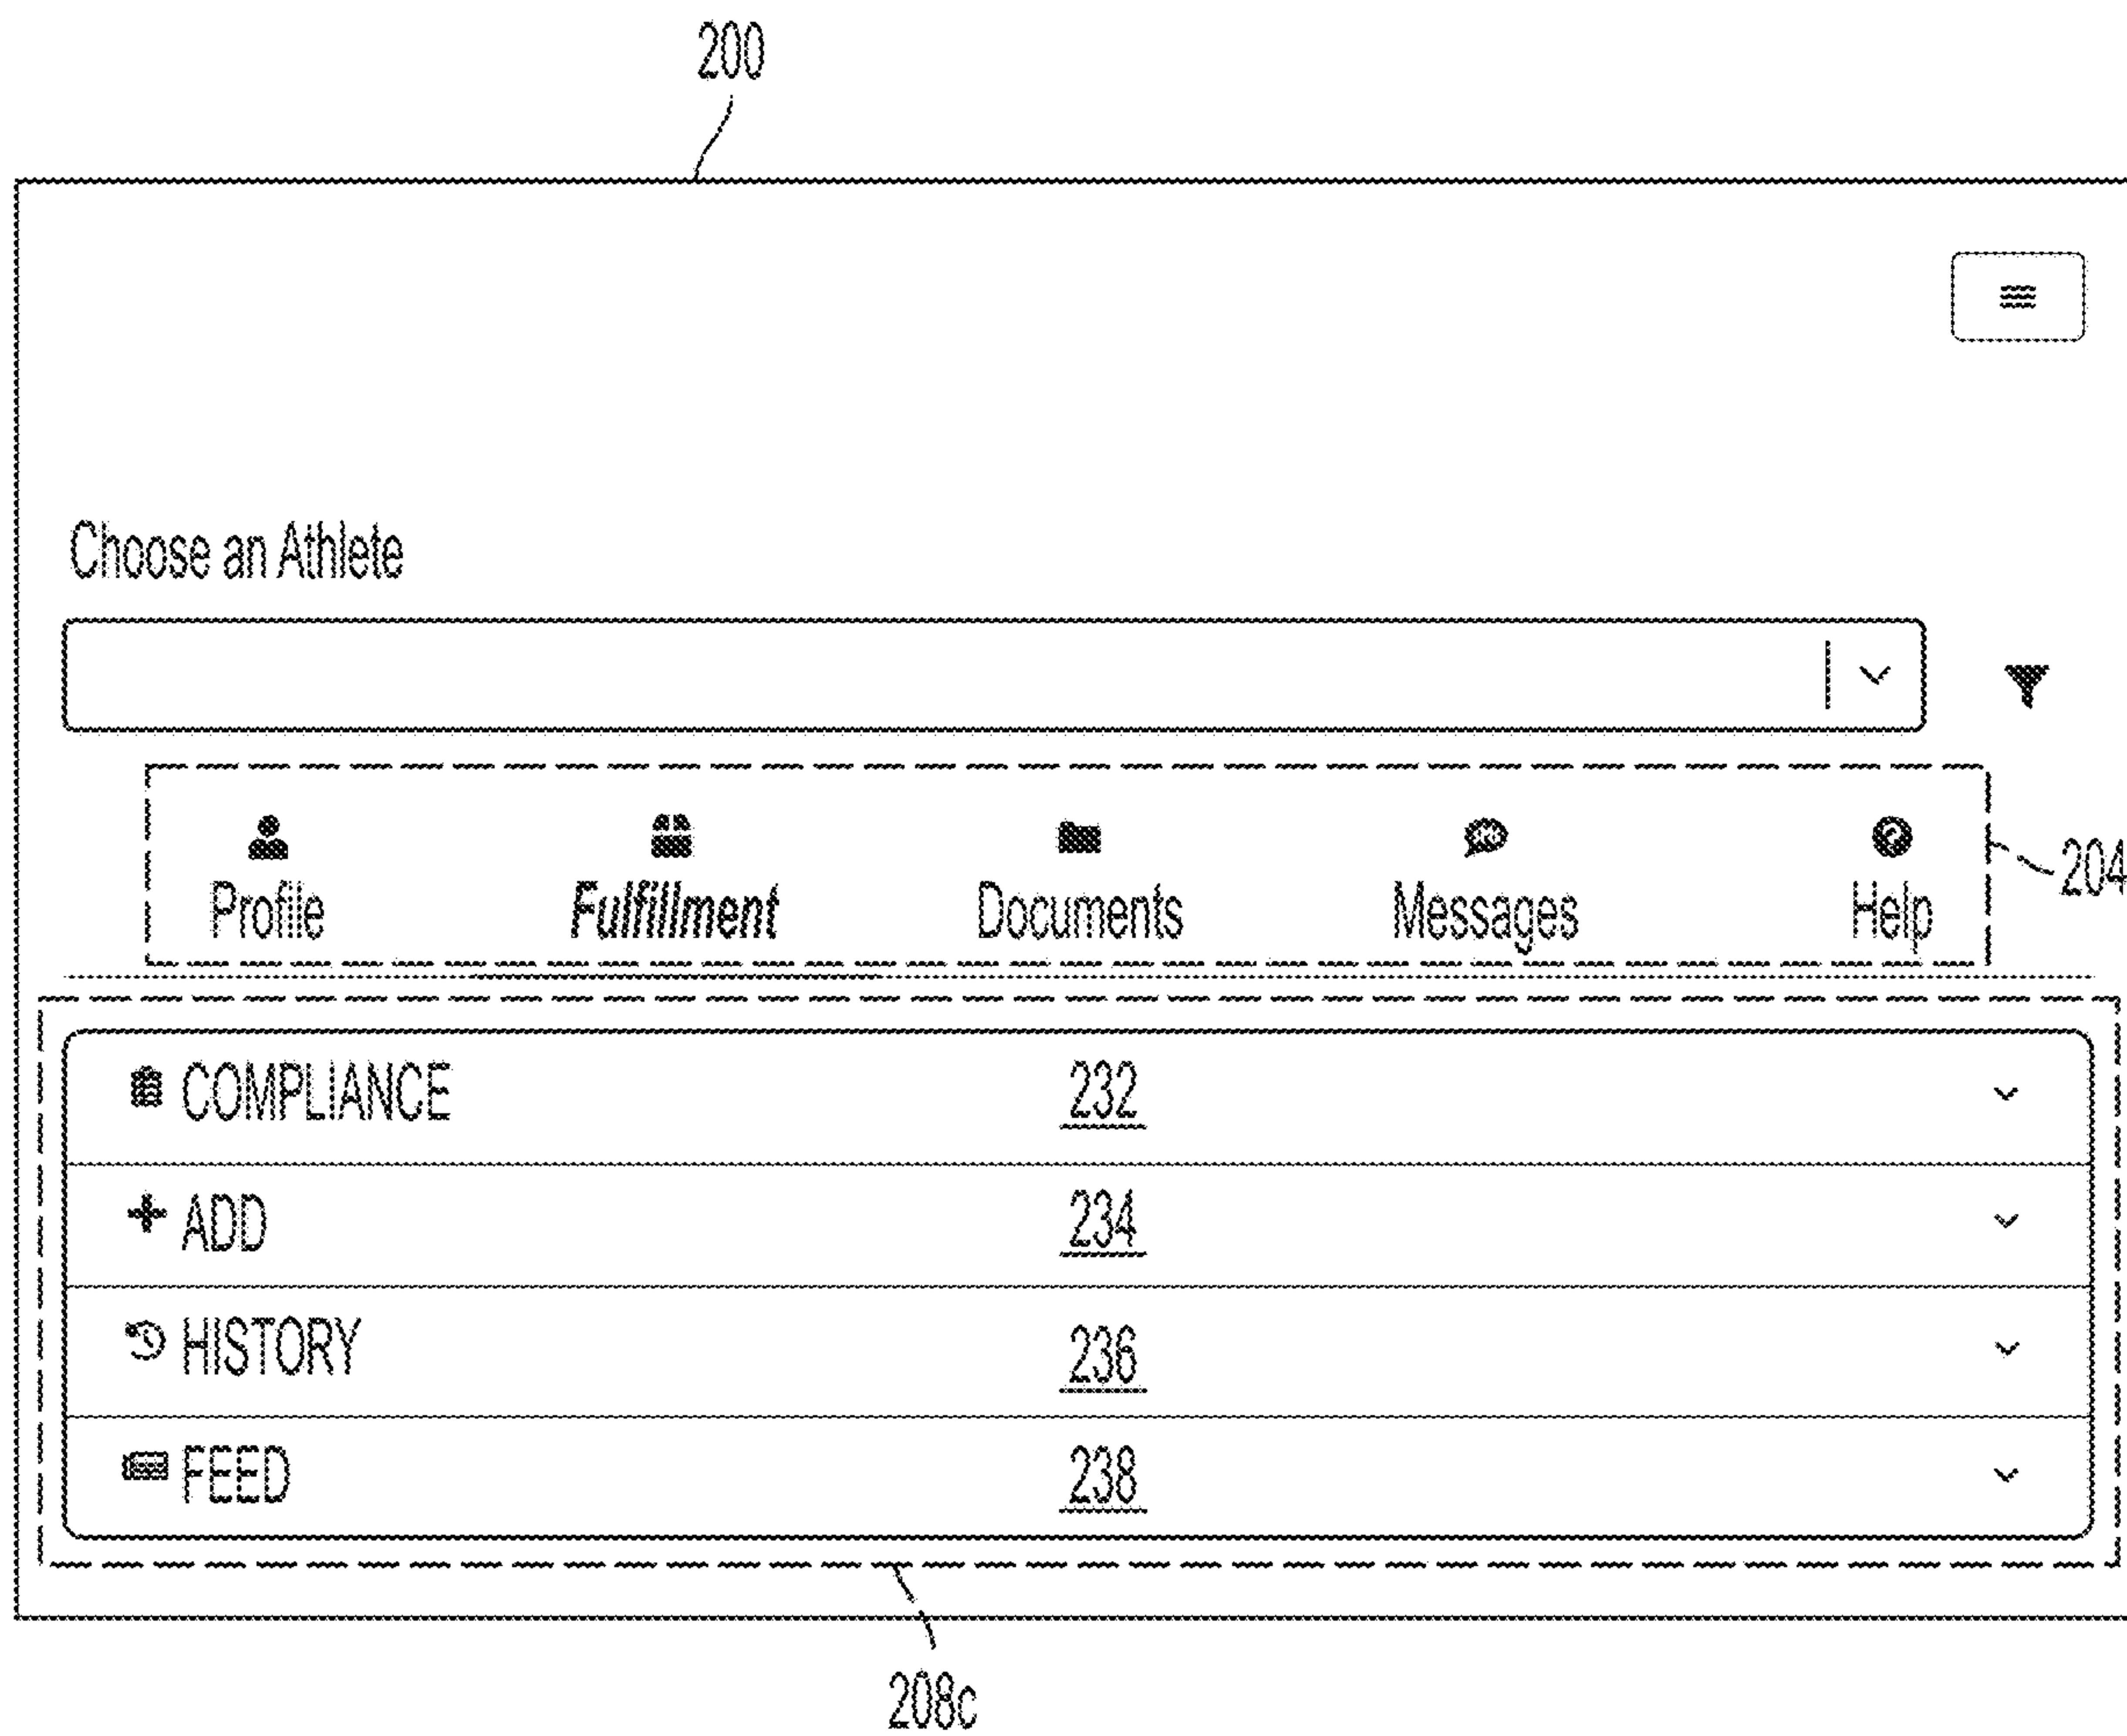 200
Choose an Athlete
Profile Fulfillment Documents Messages Help
204
COMPLIANCE 232
ADD 234
HISTORY 236
FEED 238
208c